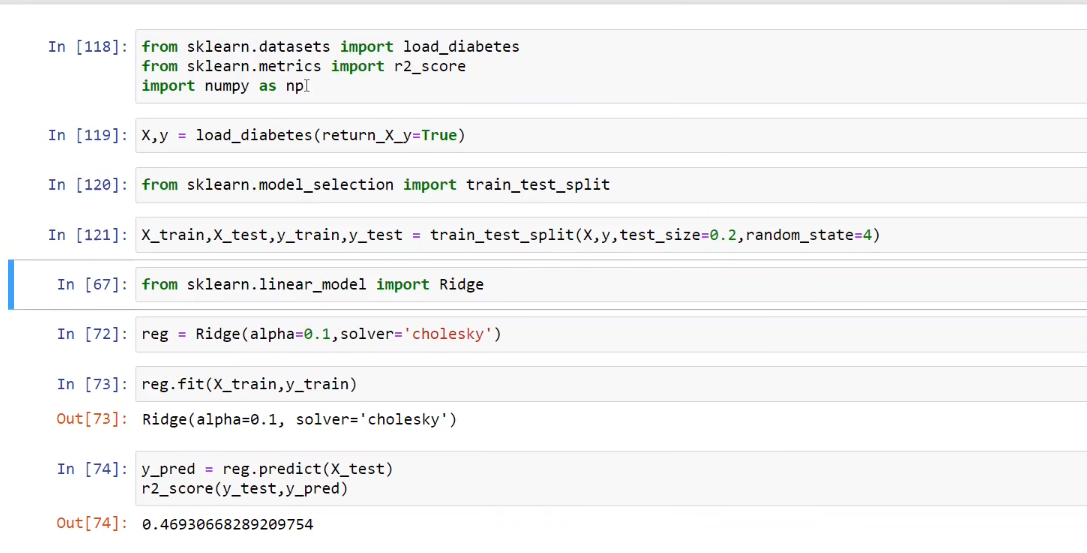 In [118]: from sklearn.datasets import load_diabetes
from sklearn.metrics import r2_score
import numpy as np
In [119]: X,y = load_diabetes(return_X_y=True)
In [120]: from sklearn.model_selection import train_test_split
In [121]: X_train,X_test,y_train,y_test = train_test_split(X,y,test_size=0.2,random_state=4)
In [67]: from sklearn.linear_model import Ridge
In [72]: reg = Ridge(alpha=0.1,solver='cholesky')
In [73]: reg.fit(X_train,y_train)
Out[73]: Ridge(alpha=0.1, solver='cholesky')
In [74]: y_pred = reg.predict(X_test)
r2_score(y_test,y_pred)
Out[74]: 0.46930668289209754